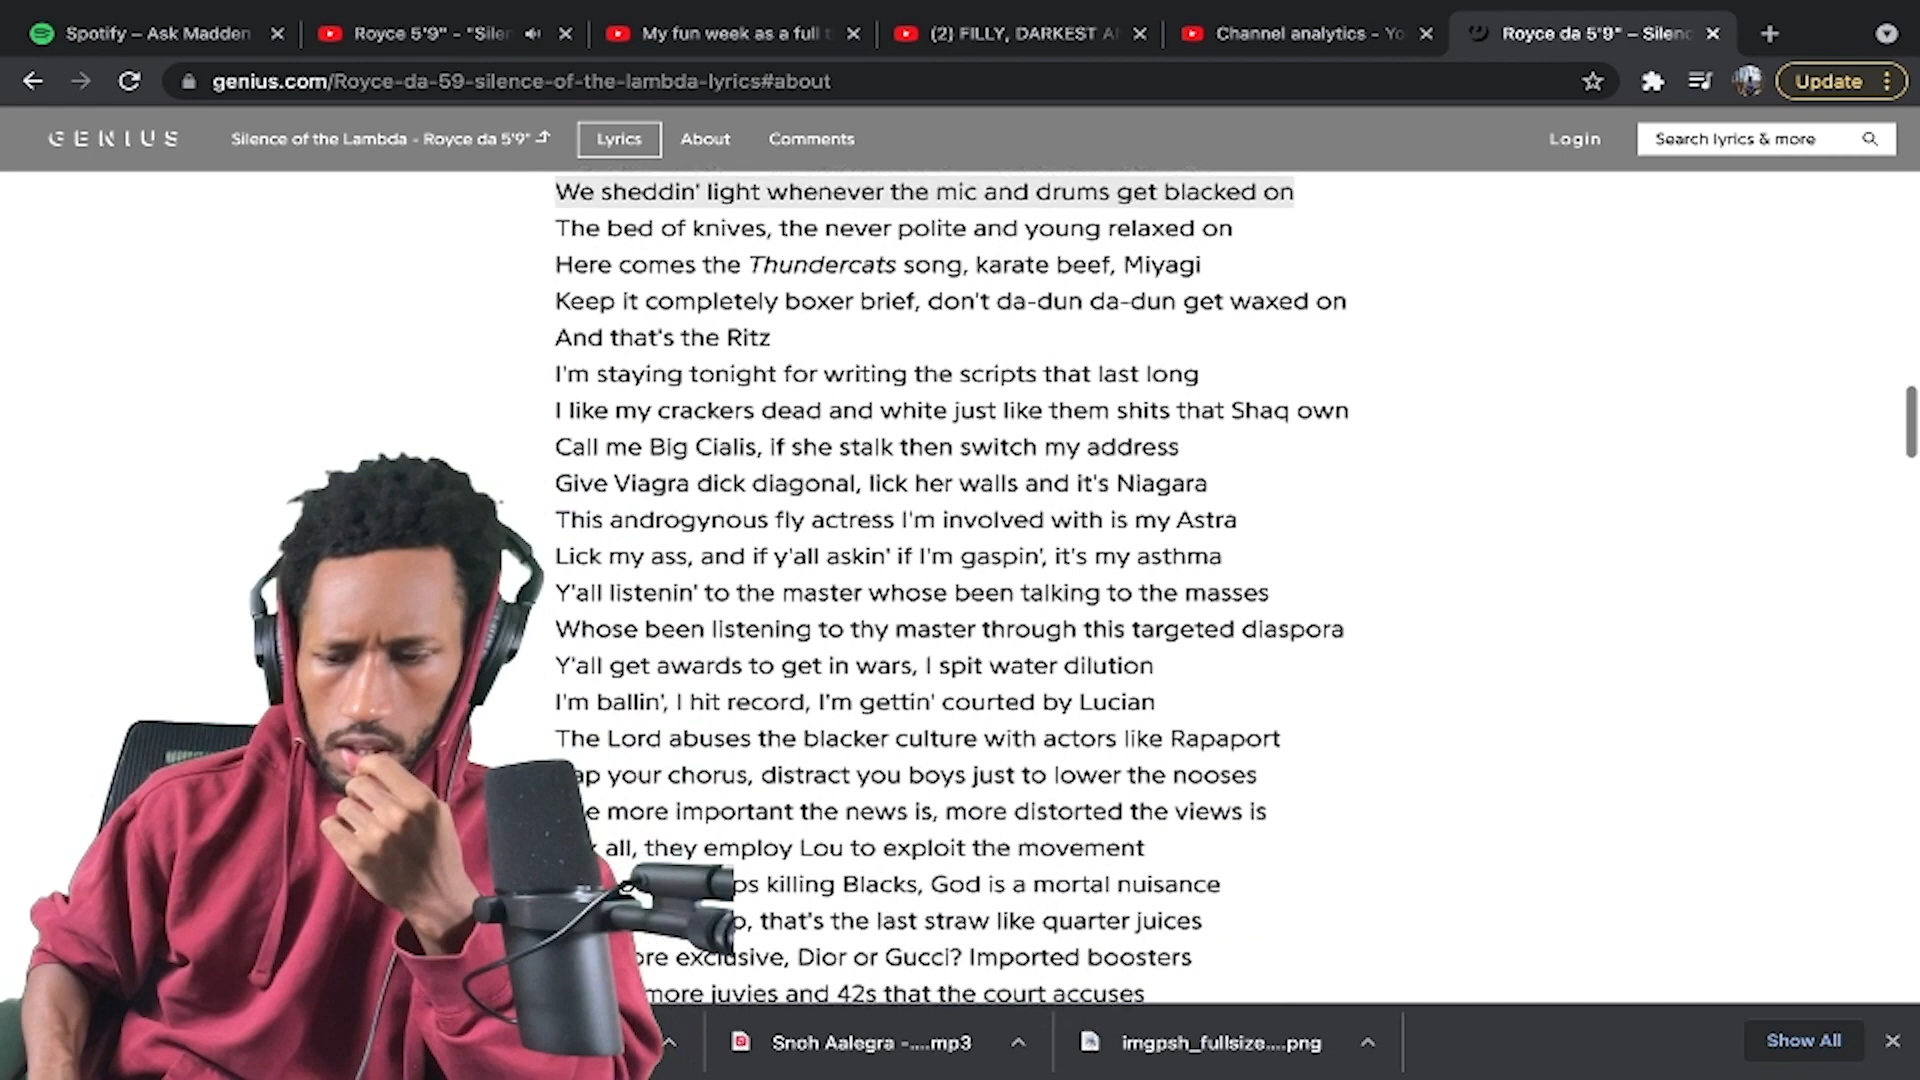 Spotify – Ask Madden
Royce 5'9" - "Silen
My fun week as a full t
(2) FILLY, DARKEST A
Channel analytics - Yo
Royce da 5'9" – Silenc
genius.com/Royce-da-59-silence-of-the-lambda-lyrics#about
Update
GENIUS
Silence of the Lambda - Royce da 5'9"
Lyrics
About
Comments
Login
Search lyrics & more
We sheddin' light whenever the mic and drums get blacked on
The bed of knives, the never polite and young relaxed on
Here comes the Thundercats song, karate beef, Miyagi
Keep it completely boxer brief, don't da-dun da-dun get waxed on
And that's the Ritz
I'm staying tonight for writing the scripts that last long
I like my crackers dead and white just like them shits that Shaq own
Call me Big Cialis, if she stalk then switch my address
Give Viagra dick diagonal, lick her walls and it's Niagara
This androgynous fly actress I'm involved with is my Astra
Lick my ass, and if y'all askin' if I'm gaspin', it's my asthma
Y'all listenin' to the master whose been talking to the masses
Whose been listening to thy master through this targeted diaspora
Y'all get awards to get in wars, I spit water dilution
I'm ballin', I hit record, I'm gettin' courted by Lucian
The Lord abuses the blacker culture with actors like Rapaport
ap your chorus, distract you boys just to lower the nooses
e more important the news is, more distorted the views is
all, they employ Lou to exploit the movement
ps killing Blacks, God is a mortal nuisance
o, that's the last straw like quarter juices
ore exclusive, Dior or Gucci? Imported boosters
more juvies and 42s that the court accuses
Snoh Aalegra -....mp3
imgpsh_fullsize....png
Show All